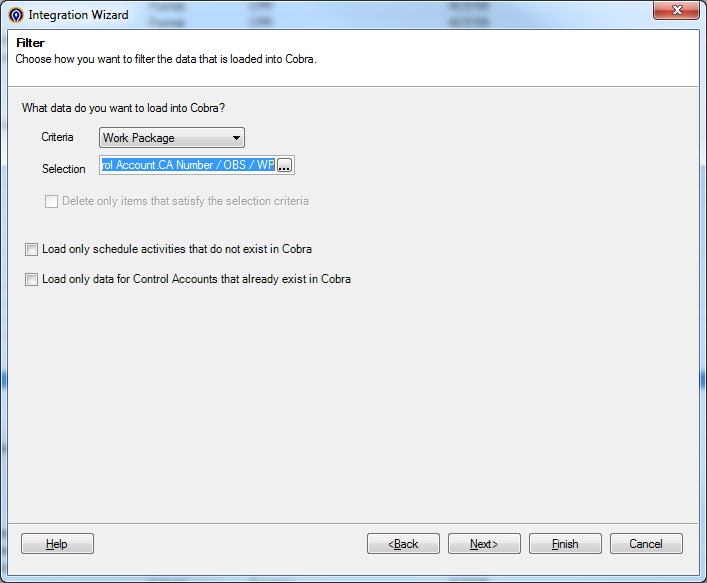 Integration Wizard
Filter
Choose how you want to filter the data that is loaded into Cobra.
What data do you want to load into Cobra?
Criteria Work Package
Selection rol Account.CA Number / OBS / WP ...
Delete only items that satisfy the selection criteria
Load only schedule activities that do not exist in Cobra
Load only data for Control Accounts that already exist in Cobra
Help <Back Next> Finish Cancel